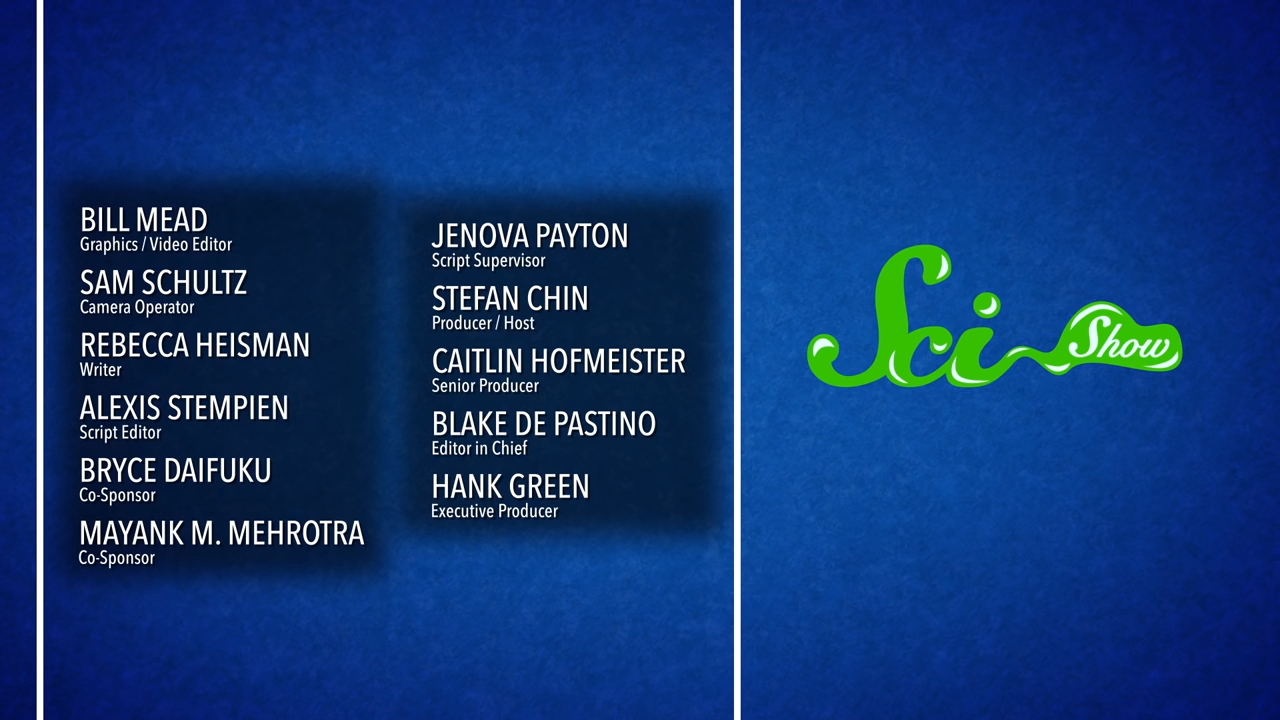 BILL MEAD
Graphics / Video Editor
SAM SCHULTZ
Camera Operator
REBECCA HEISMAN
Writer
ALEXIS STEMPIEN
Script Editor
BRYCE DAIFUKU
Co-Sponsor
MAYANK M. MEHROTRA
Co-Sponsor
JENOVA PAYTON
Script Supervisor
STEFAN CHIN
Producer / Host
CAITLIN HOFMEISTER
Senior Producer
BLAKE DE PASTINO
Editor in Chief
HANK GREEN
Executive Producer
Sci Show